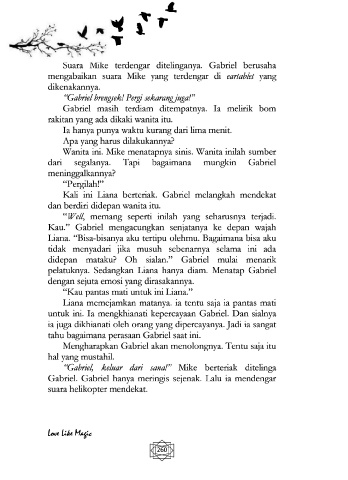 Suara Mike terdengar ditelinganya. Gabriel berusaha
mengabaikan suara Mike yang terdengar di eartables yang
dikenakannya.
"Gabriel brengsek! Pergi sekarang juga!"
Gabriel masih terdiam ditempatnya. Ia melirik bom
rakitan yang ada dikaki wanita itu.
Ia hanya punya waktu kurang dari lima menit.
Apa yang harus dilakukannya?
Wanita ini. Mike menatapnya sinis. Wanita inilah sumber
dari segalanya. Tapi bagaimana mungkin Gabriel
meninggalkannya?
"Pergilah!"
Kali ini Liana berteriak. Gabriel melangkah mendekat
dan berdiri didepan wanita itu.
"Well, memang seperti inilah yang seharusnya terjadi.
Kau." Gabriel mengacungkan senjatanya ke depan wajah
Liana. "Bisa-bisanya aku tertipu olehmu. Bagaimana bisa aku
tidak menyadari jika musuh sebenarnya selama ini ada
didepan mataku? Oh sialan." Gabriel mulai menarik
pelatuknya. Sedangkan Liana hanya diam. Menatap Gabriel
dengan sejuta emosi yang dirasakannya.
"Kau pantas mati untuk ini Liana."
Liana memejamkan matanya. ia tentu saja ia pantas mati
untuk ini. Ia mengkhianati kepercayaan Gabriel. Dan sialnya
ia juga dikhianati oleh orang yang dipercayanya. Jadi ia sangat
tahu bagaimana perasaan Gabriel saat ini.
Mengharapkan Gabriel akan menolongnya. Tentu saja itu
hal yang mustahil.
"Gabriel, keluar dari sana!" Mike berteriak ditelinga
Gabriel. Gabriel hanya meringis sejenak. Lalu ia mendengar
suara helikopter mendekat.
Love Like Magic
260